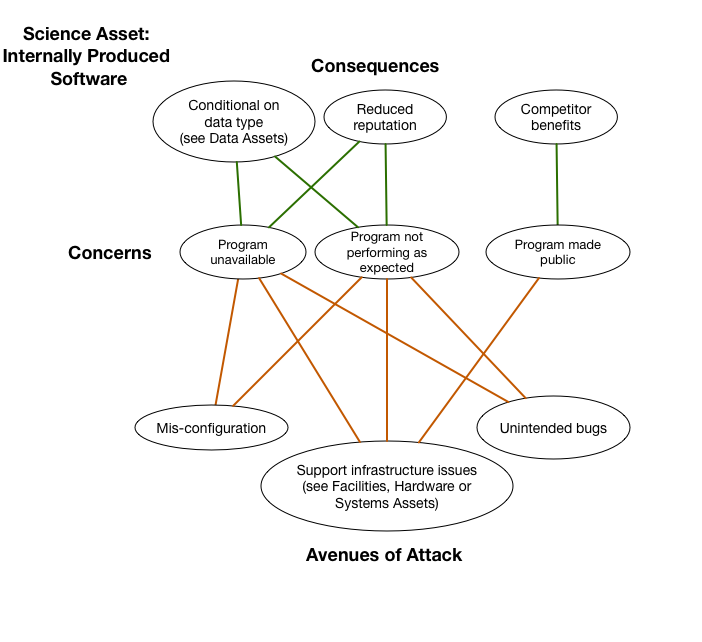 Science Asset:
Internally Produced
Software
Consequences
Conditional on
data type
(see Data Assets)
Reduced
reputation
Competitor
benefits
Concerns
Program
unavailable
Program not
performing as
expected
Program made
public
Mis-configuration
Support infrastructure issues
(see Facilities, Hardware or
Systems Assets)
Unintended bugs
Avenues of Attack